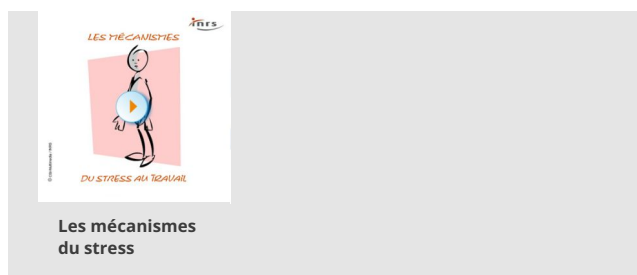 inrs
LES MÉCANISMES
DU STRESS AU TRAVAIL
Les mécanismes
du stress